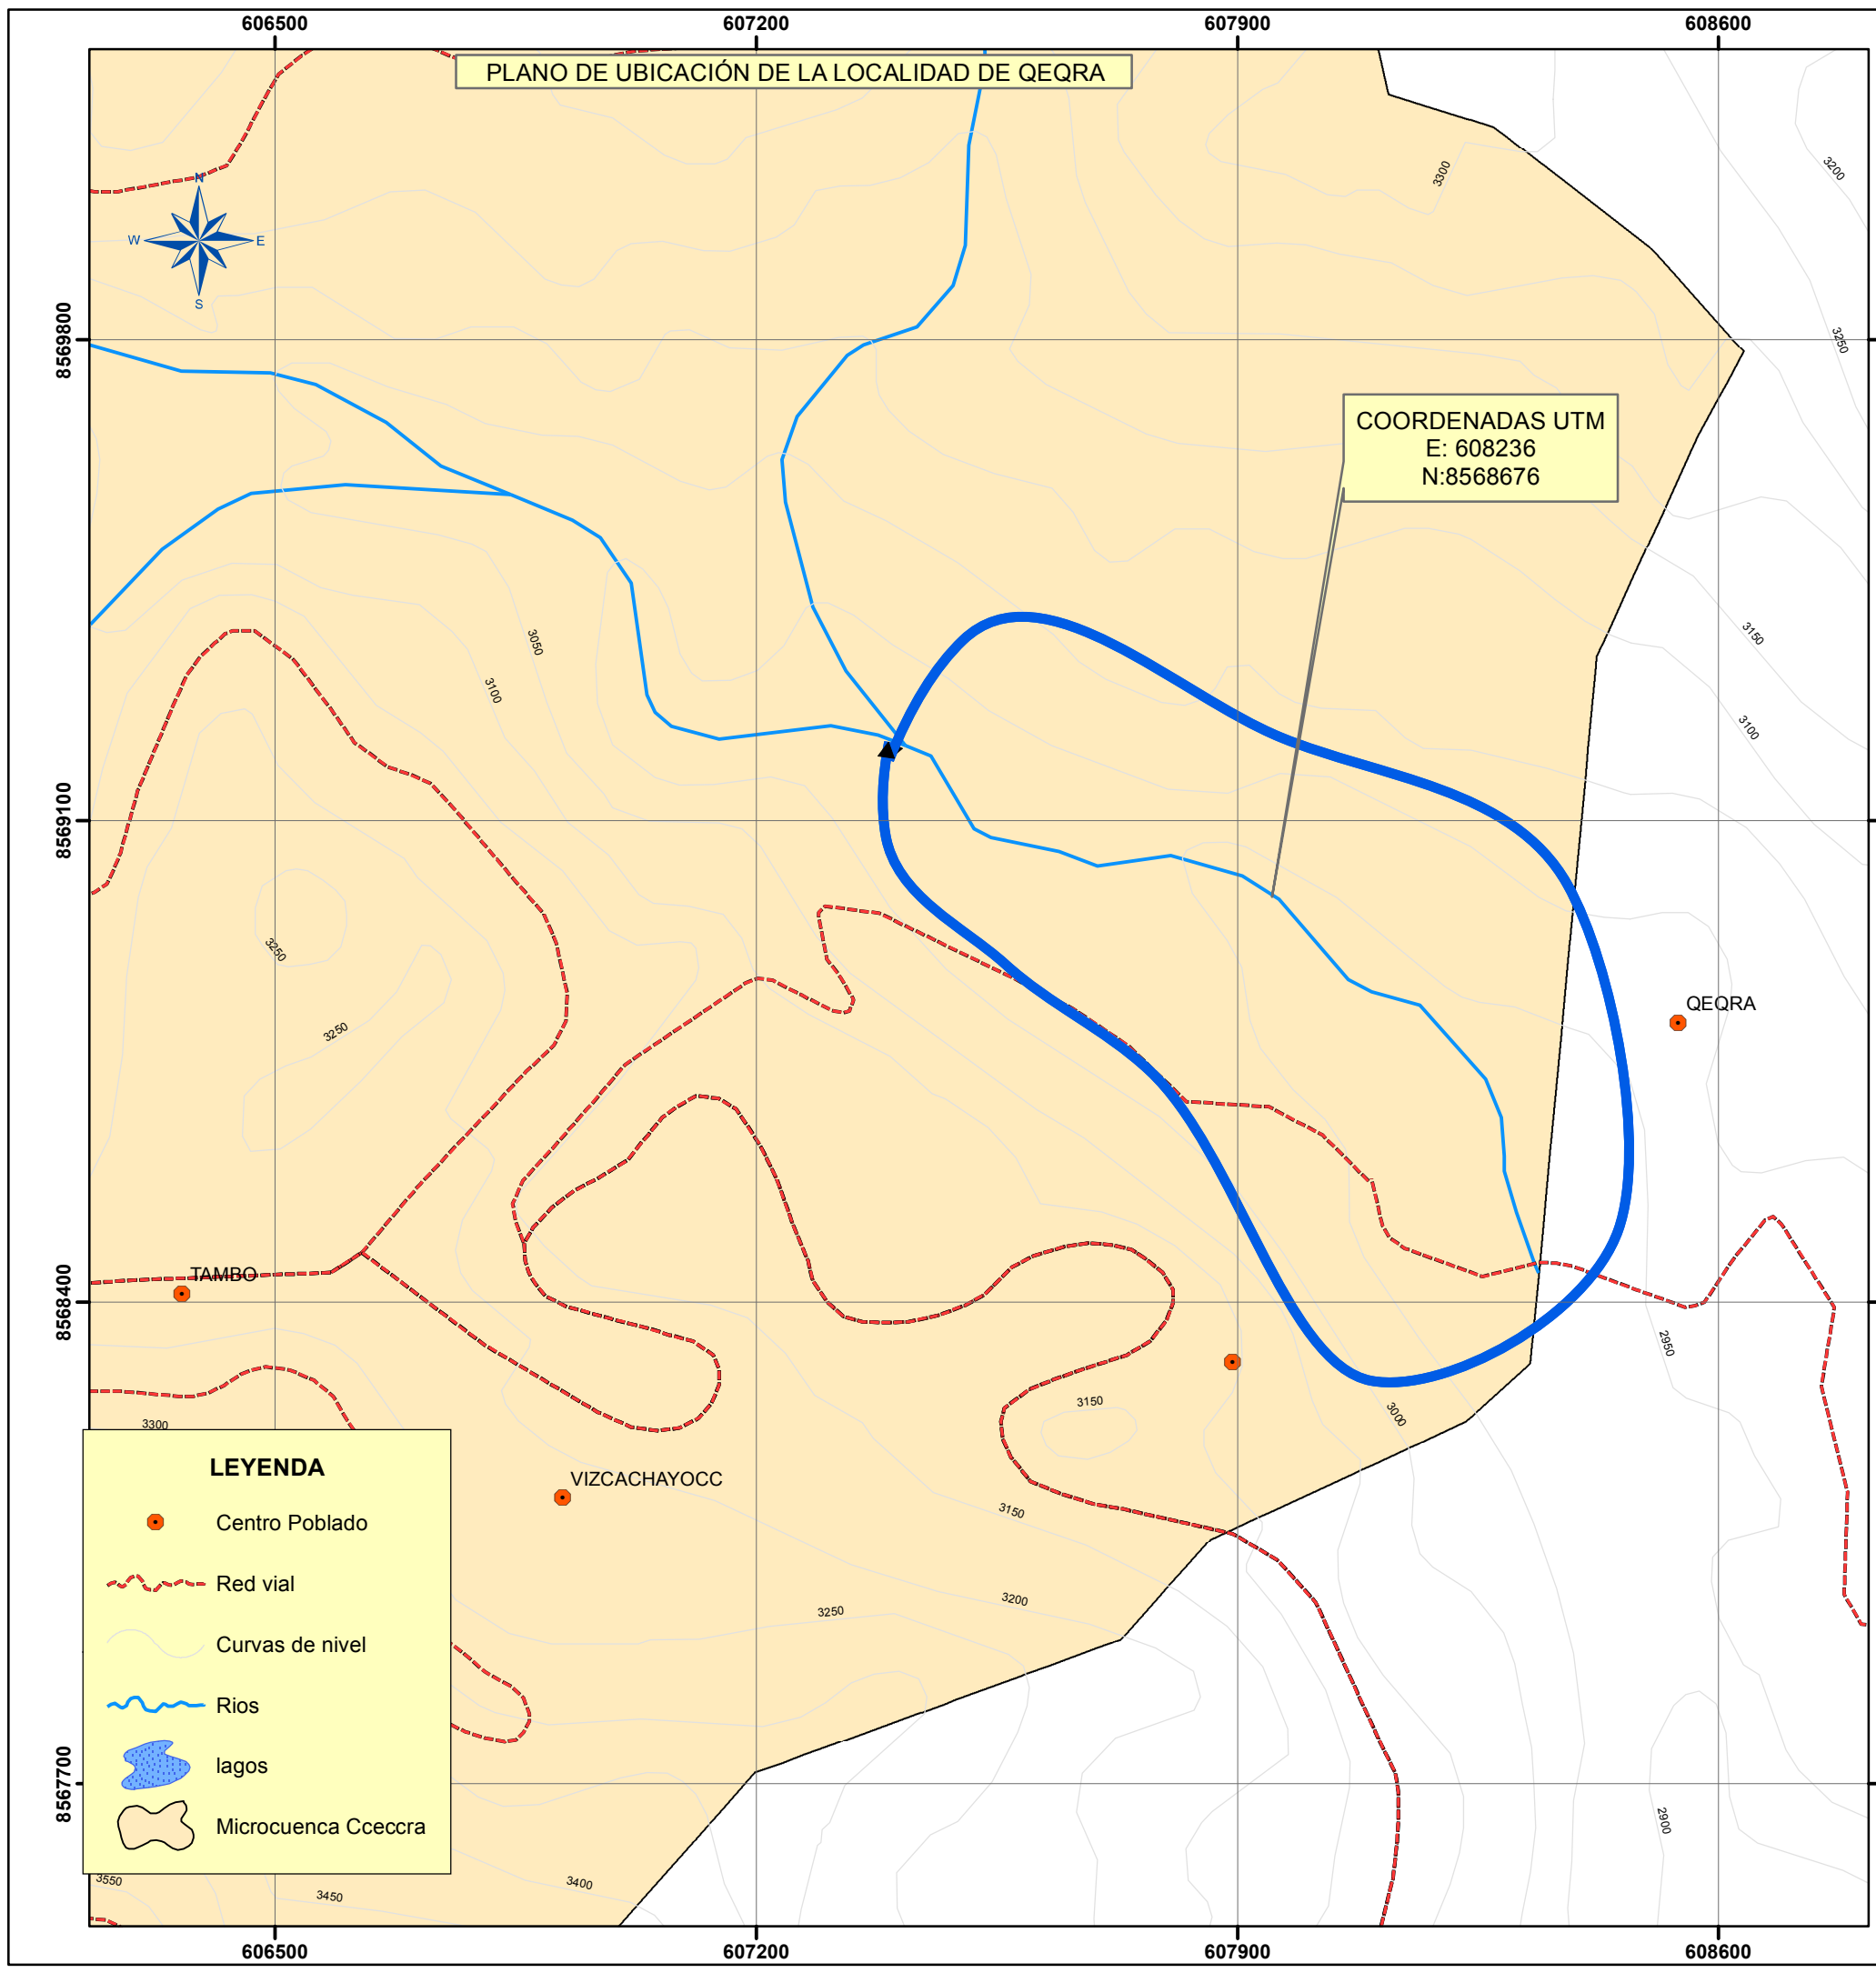 606500
607200
607900
608600
PLANO DE UBICACIÓN DE LA LOCALIDAD DE QEQRA
3300
3200
N
W
E
S
8569800
3250
COORDENADAS UTM
E: 608236
N:8568676
3050
3100
3150
3100
8569100
3250
3250
QEQRA
TAMBO
8568400
2950
3150
3000
3300
LEYENDA
Centro Poblado
Red vial
Curvas de nivel
Rios
lagos
Microcuenca Cceccra
VIZCACHAYOCC
3150
3200
3250
8567700
2900
3550
3450
3400
606500
607200
607900
608600